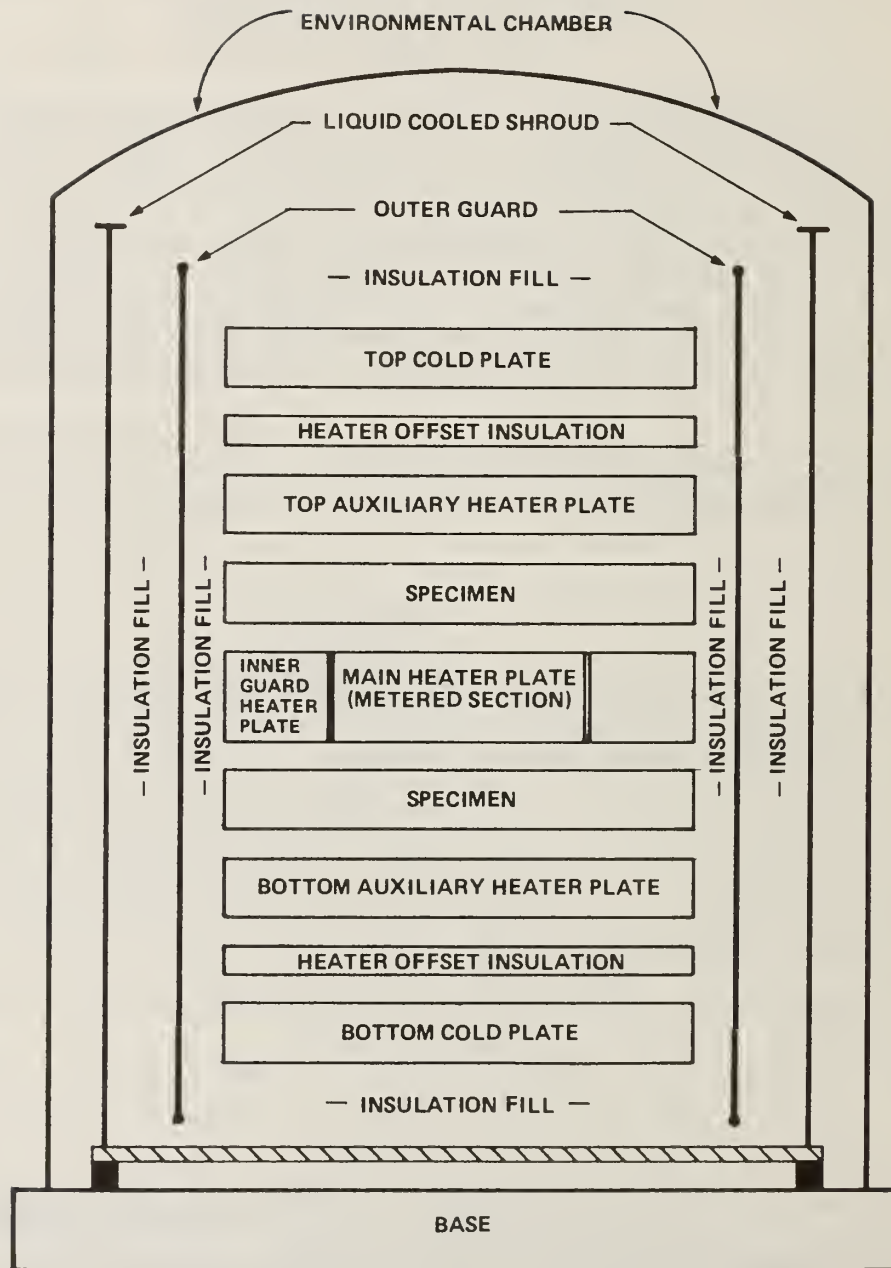 ENVIRONMENTAL CHAMBER
LIQUID COOLED SHROUD
OUTER GUARD
— INSULATION FILL —
TOP COLD PLATE
HEATER OFFSET INSULATION
TOP AUXILIARY HEATER PLATE
— INSULATION FILL —
— INSULATION FILL —
SPECIMEN
— INSULATION FILL —
— INSULATION FILL —
INNER
GUARD
HEATER
PLATE
MAIN HEATER PLATE
(METERED SECTION)
SPECIMEN
BOTTOM AUXILIARY HEATER PLATE
HEATER OFFSET INSULATION
BOTTOM COLD PLATE
— INSULATION FILL —
BASE